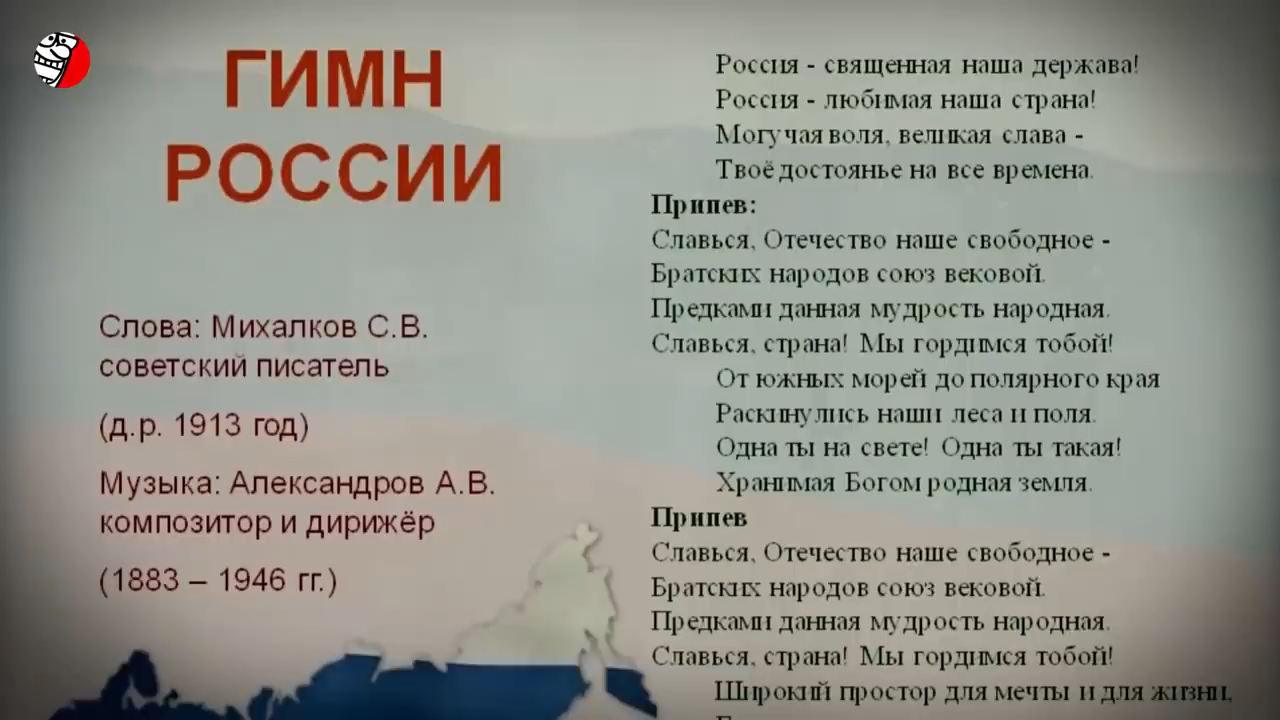 ГИМН
РОССИИ
Слова: Михалков С.В.
советский писатель
(д.р. 1913 год)
Музыка: Александров А.В.
композитор и дирижёр
(1883 – 1946 гг.)
Россия - священная наша держава!
Россия - любимая наша страна!
Могучая воля, великая слава -
Твоё достоянье на все времена.
Припев:
Славься, Отечество наше свободное -
Братских народов союз вековой.
Предками данная мудрость народная.
Славься, страна! Мы гордимся тобой!
От южных морей до полярного края
Раскинулись наши леса и поля.
Одна ты на свете! Одна ты такая!
Хранимая Богом родная земля.
Припев
Славься, Отечество наше свободное -
Братских народов союз вековой.
Предками данная мудрость народная.
Славься, страна! Мы гордимся тобой!
Широкий простор для мечты и для жизни,